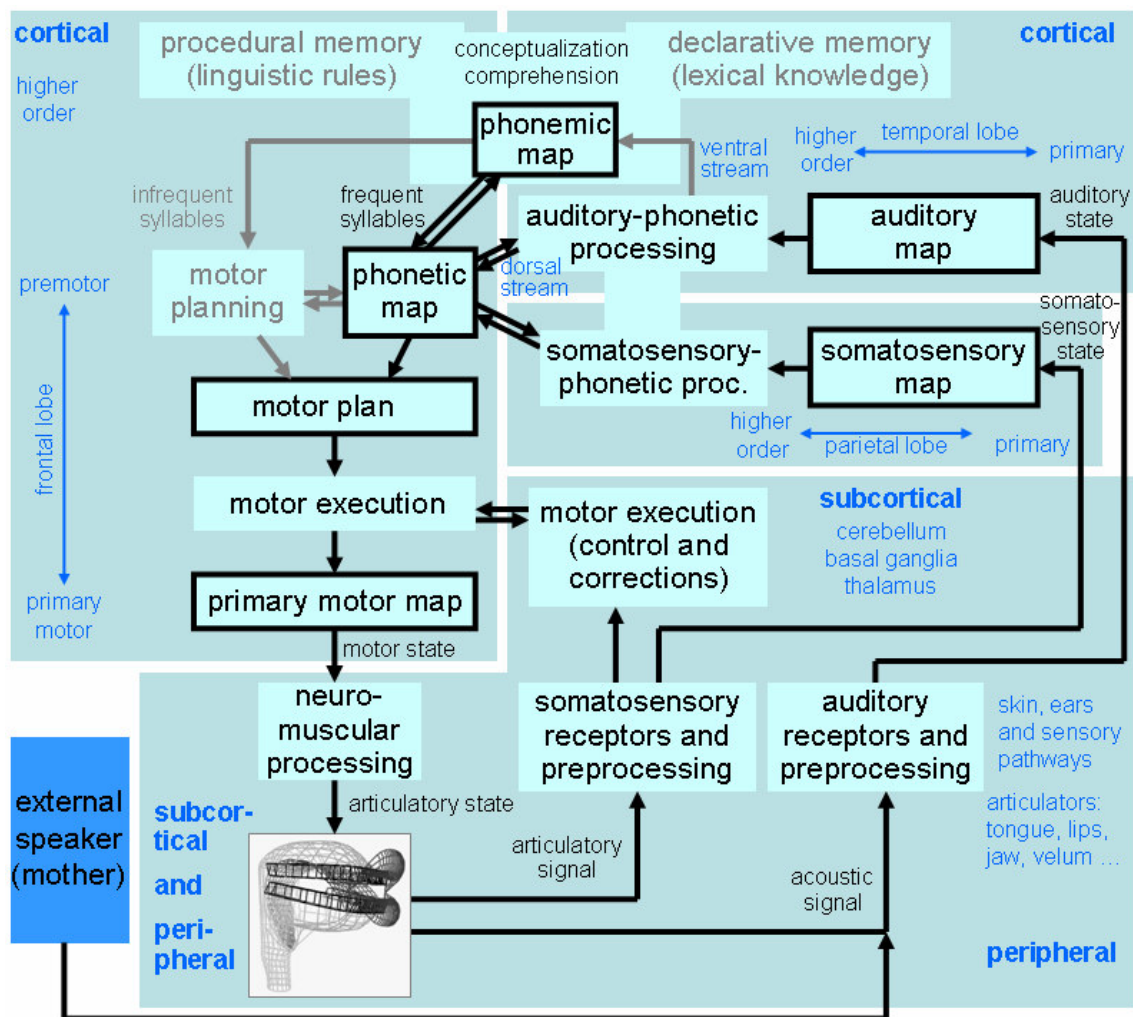 cortical
procedural memory
(linguistic rules)
conceptualization
comprehension
declarative memory
(lexical knowledge)
cortical
higher
order
phonemic
map
ventral
stream
higher
order
temporal lobe
primary
infrequent
syllables
frequent
syllables
auditory-phonetic
processing
auditory
map
auditory
state
premotor
motor
planning
phonetic
map
dorsal
stream
somato-
sensory
state
somatosensory-
phonetic proc.
somatosensory
map
frontal lobe
motor plan
higher
order
parietal lobe
primary
motor execution
motor execution
(control and
corrections)
subcortical
cerebellum
basal ganglia
thalamus
primary
motor
primary motor map
motor state
neuro-
muscular
processing
somatosensory
receptors and
preprocessing
auditory
receptors and
preprocessing
skin, ears
and sensory
pathways
external
speaker
(mother)
articulatory state
subcor-
tical
and
peri-
pheral
articulatory
signal
acoustic
signal
articulators:
tongue, lips,
jaw, velum ...
peripheral